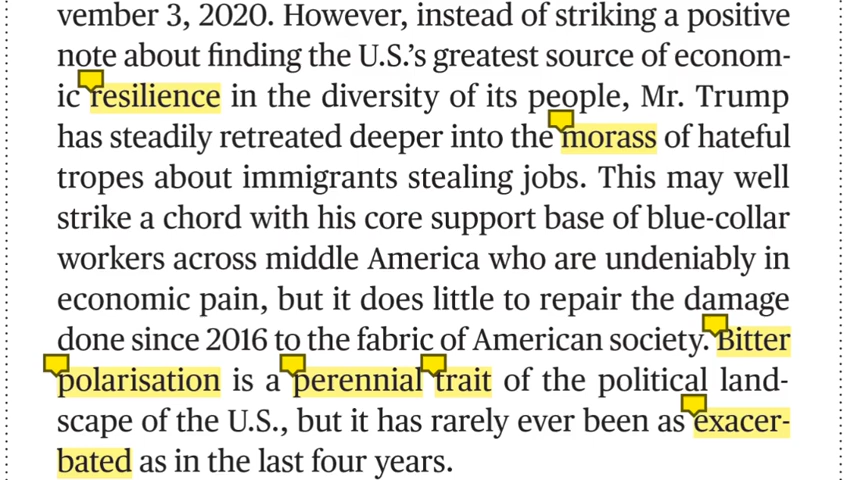 vember 3, 2020. However, instead of striking a positive
note about finding the U.S.'s greatest source of econom-
ic resilience in the diversity of its people, Mr. Trump
has steadily retreated deeper into the morass of hateful
tropes about immigrants stealing jobs. This may well
strike a chord with his core support base of blue-collar
workers across middle America who are undeniably in
economic pain, but it does little to repair the damage
done since 2016 to the fabric of American society. Bitter
polarisation is a perennial trait of the political land-
scape of the U.S., but it has rarely ever been as exacer-
bated as in the last four years.